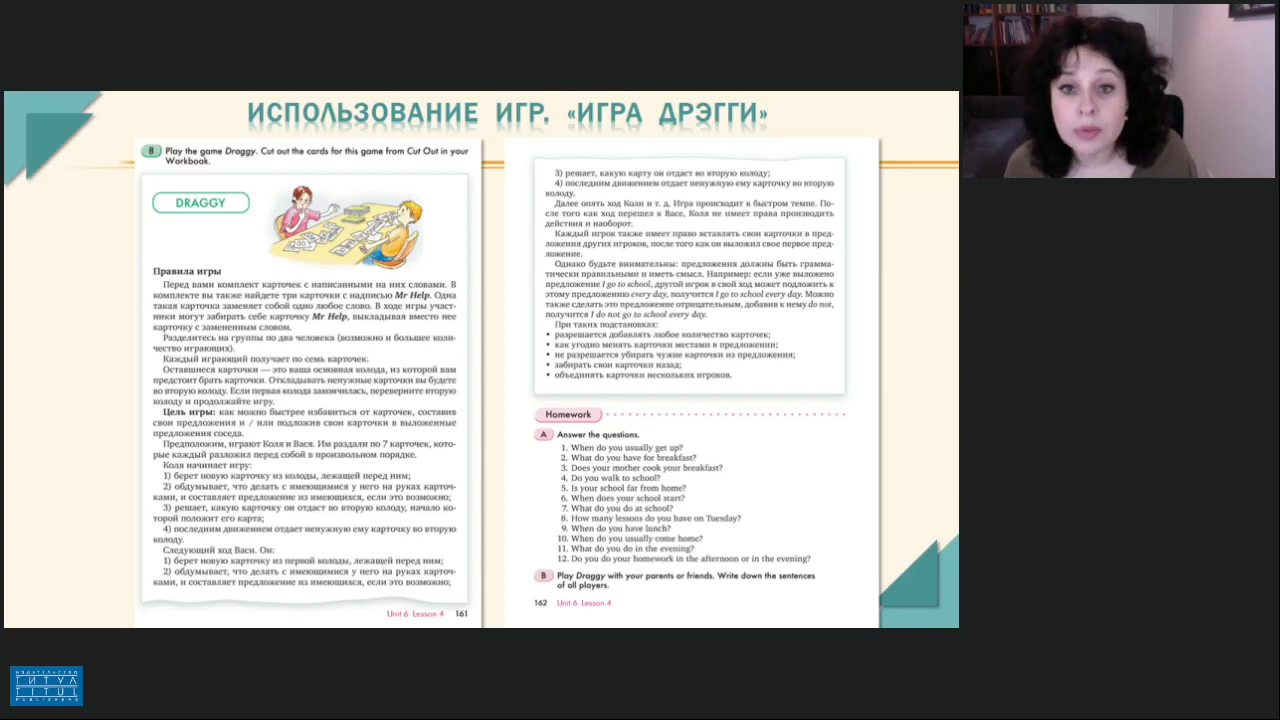 ИСПОЛЬЗОВАНИЕ ИГР. «ИГРА ДРЭГГИ»
8 Play the game Draggy. Cut out the cards for this game from Cut Out in your
Workbook.
DRAGGY
Правила игры
Перед вами комплект карточек с написанными на них словами. В
комплекте вы также найдете три карточки с надписью Mr Help. Одна
такая карточка заменяет собой одно любое слово. В ходе игры участ-
ники могут забирать себе карточку Mr Help, выкладывая вместо нее
карточку с замененным словом.
Разделитесь на группы по два человека (возможно и большее коли-
чество играющих).
Каждый играющий получает по семь карточек.
Оставшиеся карточки — это ваша основная колода, из которой вам
предстоит брать карточки. Откладывать ненужные карточки вы будете
во вторую колоду. Если первая колода закончилась, переверните вторую
колоду и продолжайте игру.
Цель игры: как можно быстрее избавиться от карточек, составив
свои предложения и / или подложив свои карточки в выложенные
предложения соседа.
Предположим, играют Коля и Вася. Им раздали по 7 карточек, кото-
рые каждый разложил перед собой в произвольном порядке.
Коля начинает игру:
1) берет новую карточку из колоды, лежащей перед ним;
2) обдумывает, что делать с имеющимися у него на руках карточ-
ками, и составляет предложение из имеющихся, если это возможно;
3) решает, какую карточку он отдаст во вторую колоду, начало ко-
торой положит его карта;
4) последним движением отдает ненужную ему карточку во вторую
колоду.
Следующий ход Васи. Он:
1) берет новую карточку из первой колоды, лежащей перед ним;
2) обдумывает, что делать с имеющимися у него на руках карточ-
ками, и составляет предложение из имеющихся, если это возможно;
Unit 6 Lesson 4 161
3) решает, какую карту он отдаст во вторую колоду;
4) последним движением отдает ненужную ему карточку во вторую
колоду.
Далее опять ход Коли и т. д. Игра происходит в быстром темпе. По-
сле того как ход перешел к Васе, Коля не имеет права производить
действия и наоборот.
Каждый игрок также имеет право вставлять свои карточки в пред-
ложения других игроков, после того как он выложил свое первое пред-
ложение.
Однако будьте внимательны: предложения должны быть грамма-
тически правильными и иметь смысл. Например: если уже выложено
предложение I go to school, другой игрок в свой ход может подложить к
этому предложению every day, получится I go to school every day. Можно
также сделать это предложение отрицательным, добавив к нему do not,
получится I do not go to school every day.
При таких подстановках:
• разрешается добавлять любое количество карточек;
• как угодно менять карточки местами в предложении;
• не разрешается убирать чужие карточки из предложения;
• забирать свои карточки назад;
• объединять карточки нескольких игроков.
Homework
A Answer the questions.
1. When do you usually get up?
2. What do you have for breakfast?
3. Does your mother cook your breakfast?
4. Do you walk to school?
5. Is your school far from home?
6. When does your school start?
7. What do you do at school?
8. How many lessons do you have on Tuesday?
9. When do you have lunch?
10. When do you usually come home?
11. What do you do in the evening?
12. Do you do your homework in the afternoon or in the evening?
B Play Draggy with your parents or friends. Write down the sentences
of all players.
162 Unit 6 Lesson 4
ИЗДАТЕЛЬСТВО
ТИТУЛ
TITUL
PUBLISHERS